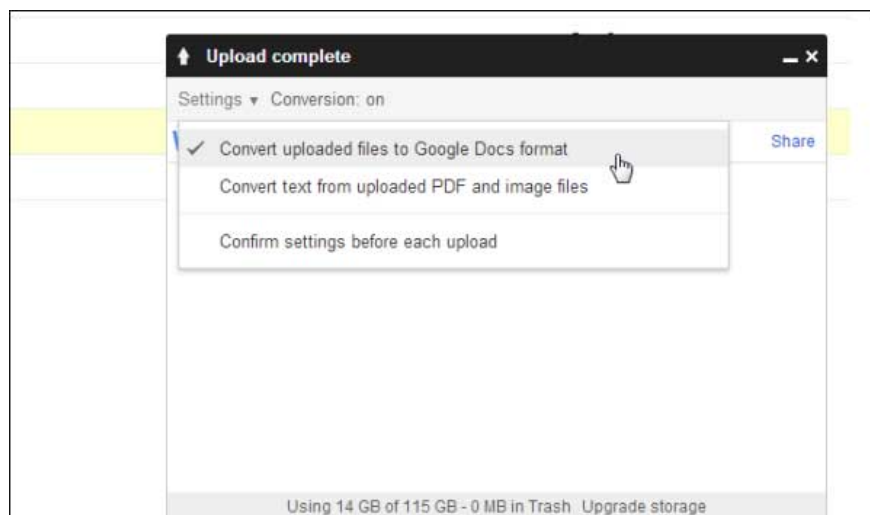 Upload complete
Settings Conversion: on
Convert uploaded files to Google Docs format
Share
Convert text from uploaded PDF and image files
Confirm settings before each upload
Using 14 GB of 115 GB - 0 MB in Trash Upgrade storage